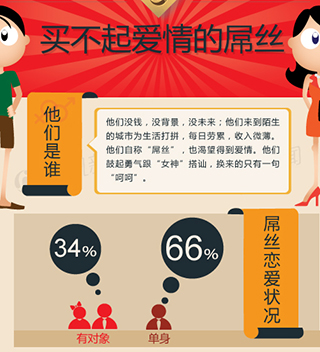 买不起爱情的屌丝
他们是谁
他们没钱，没背景，没未来；他们来到陌生
的城市为生活打拼，每日劳累，收入微薄。
他们自称“屌丝”，也渴望得到爱情。他们
鼓起勇气跟“女神”搭讪，换来的只有一句
“呵呵”。
屌丝恋爱状况
34%
66%
有对象
单身